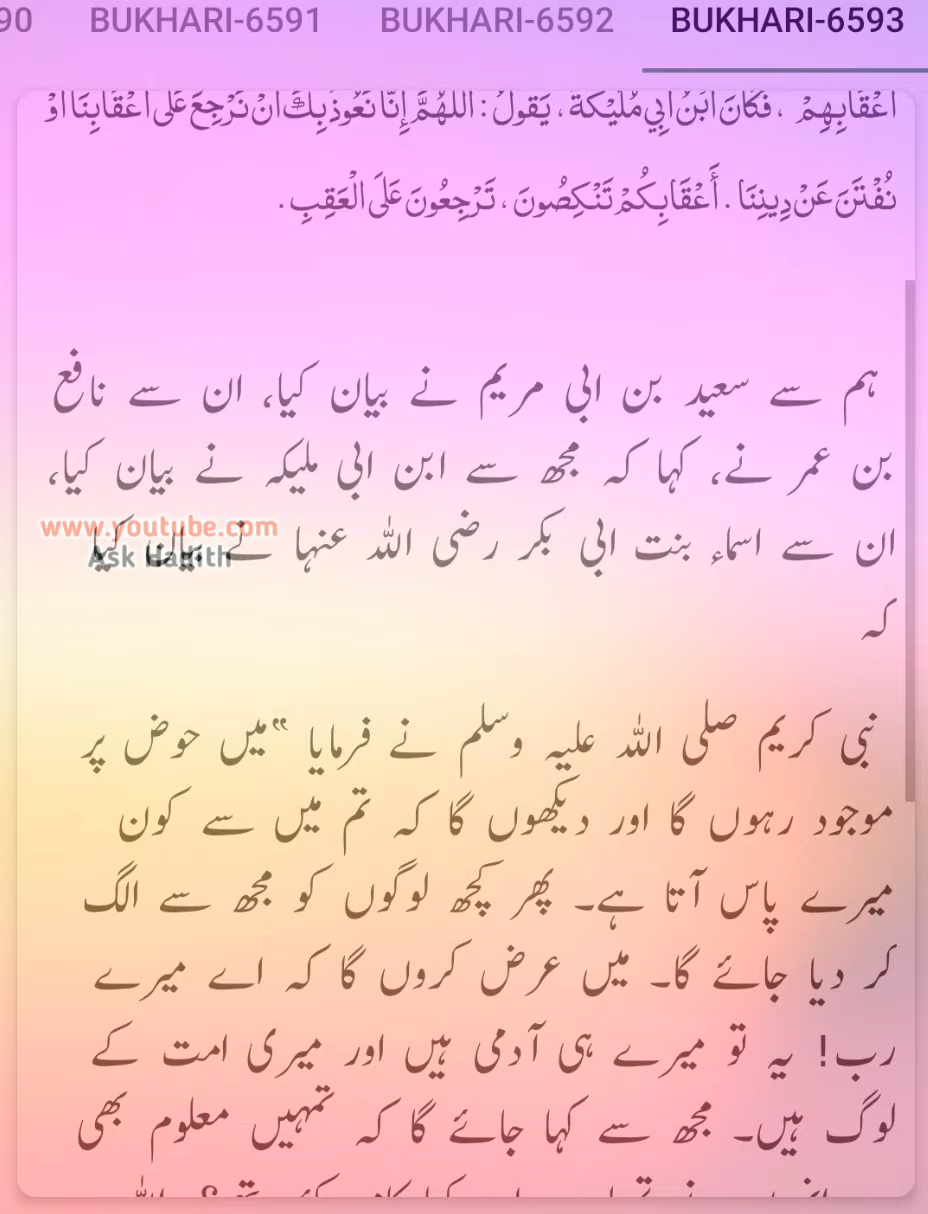 90 BUKHARI-6591 BUKHARI-6592 BUKHARI-6593
أَعْقَابِهِمْ ، فَكَانَ ابْنُ أَبِي مُلَيْكَةَ ، يَقُولُ : اللَّهُمَّ إِنَّا نَعُوذُ بِكَ أَنْ نَرْجِعَ عَلَى أَعْقَابِنَا أَوْ
نُفْتَنَ عَنْ دِينِنَا . أَعْقَابِكُمْ تَنْكِصُونَ ، تَرْجِعُونَ عَلَى الْعَقِبِ .
ہم سے سعید بن ابی مریم نے بیان کیا، ان سے نافع
بن عمر نے، کہا کہ مجھ سے ابن ابی ملیکہ نے بیان کیا،
www.youtube.com
ان سے اسماء بنت ابی بکر رضی اللہ عنہا نے بیان کیا
Ask Hadith
کہ
نبی کریم صلی اللہ علیہ وسلم نے فرمایا ”میں حوض پر
موجود رہوں گا اور دیکھوں گا کہ تم میں سے کون
میرے پاس آتا ہے۔ پھر کچھ لوگوں کو مجھ سے الگ
کر دیا جائے گا۔ میں عرض کروں گا کہ اے میرے
رب! یہ تو میرے ہی آدمی ہیں اور میری امت کے
لوگ ہیں۔ مجھ سے کہا جائے گا کہ تمہیں معلوم بھی